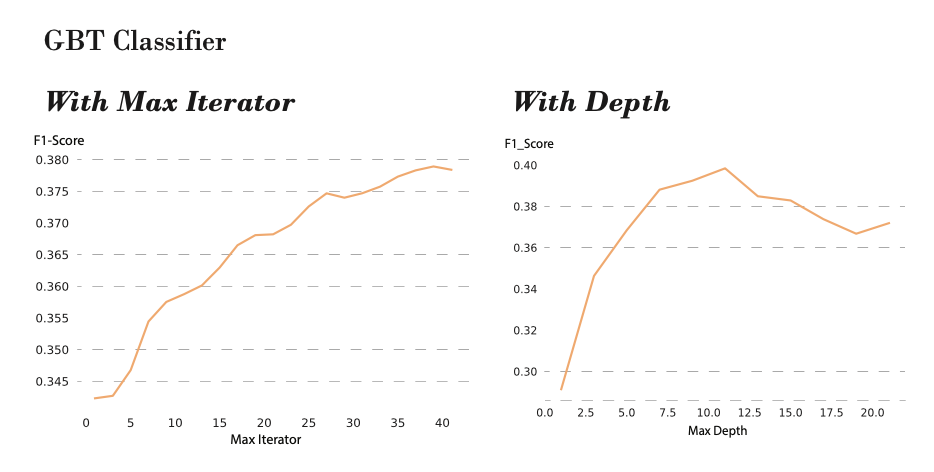 GBT Classifier
With Max Iterator
F1-Score
0.380
0.375
0.370
0.365
0.360
0.355
0.350
0.345
0 5 10 15 20 25 30 35 40
Max Iterator
With Depth
F1_Score
0.40
0.38
0.36
0.34
0.32
0.30
0.0 2.5 5.0 7.5 10.0 12.5 15.0 17.5 20.0
Max Depth